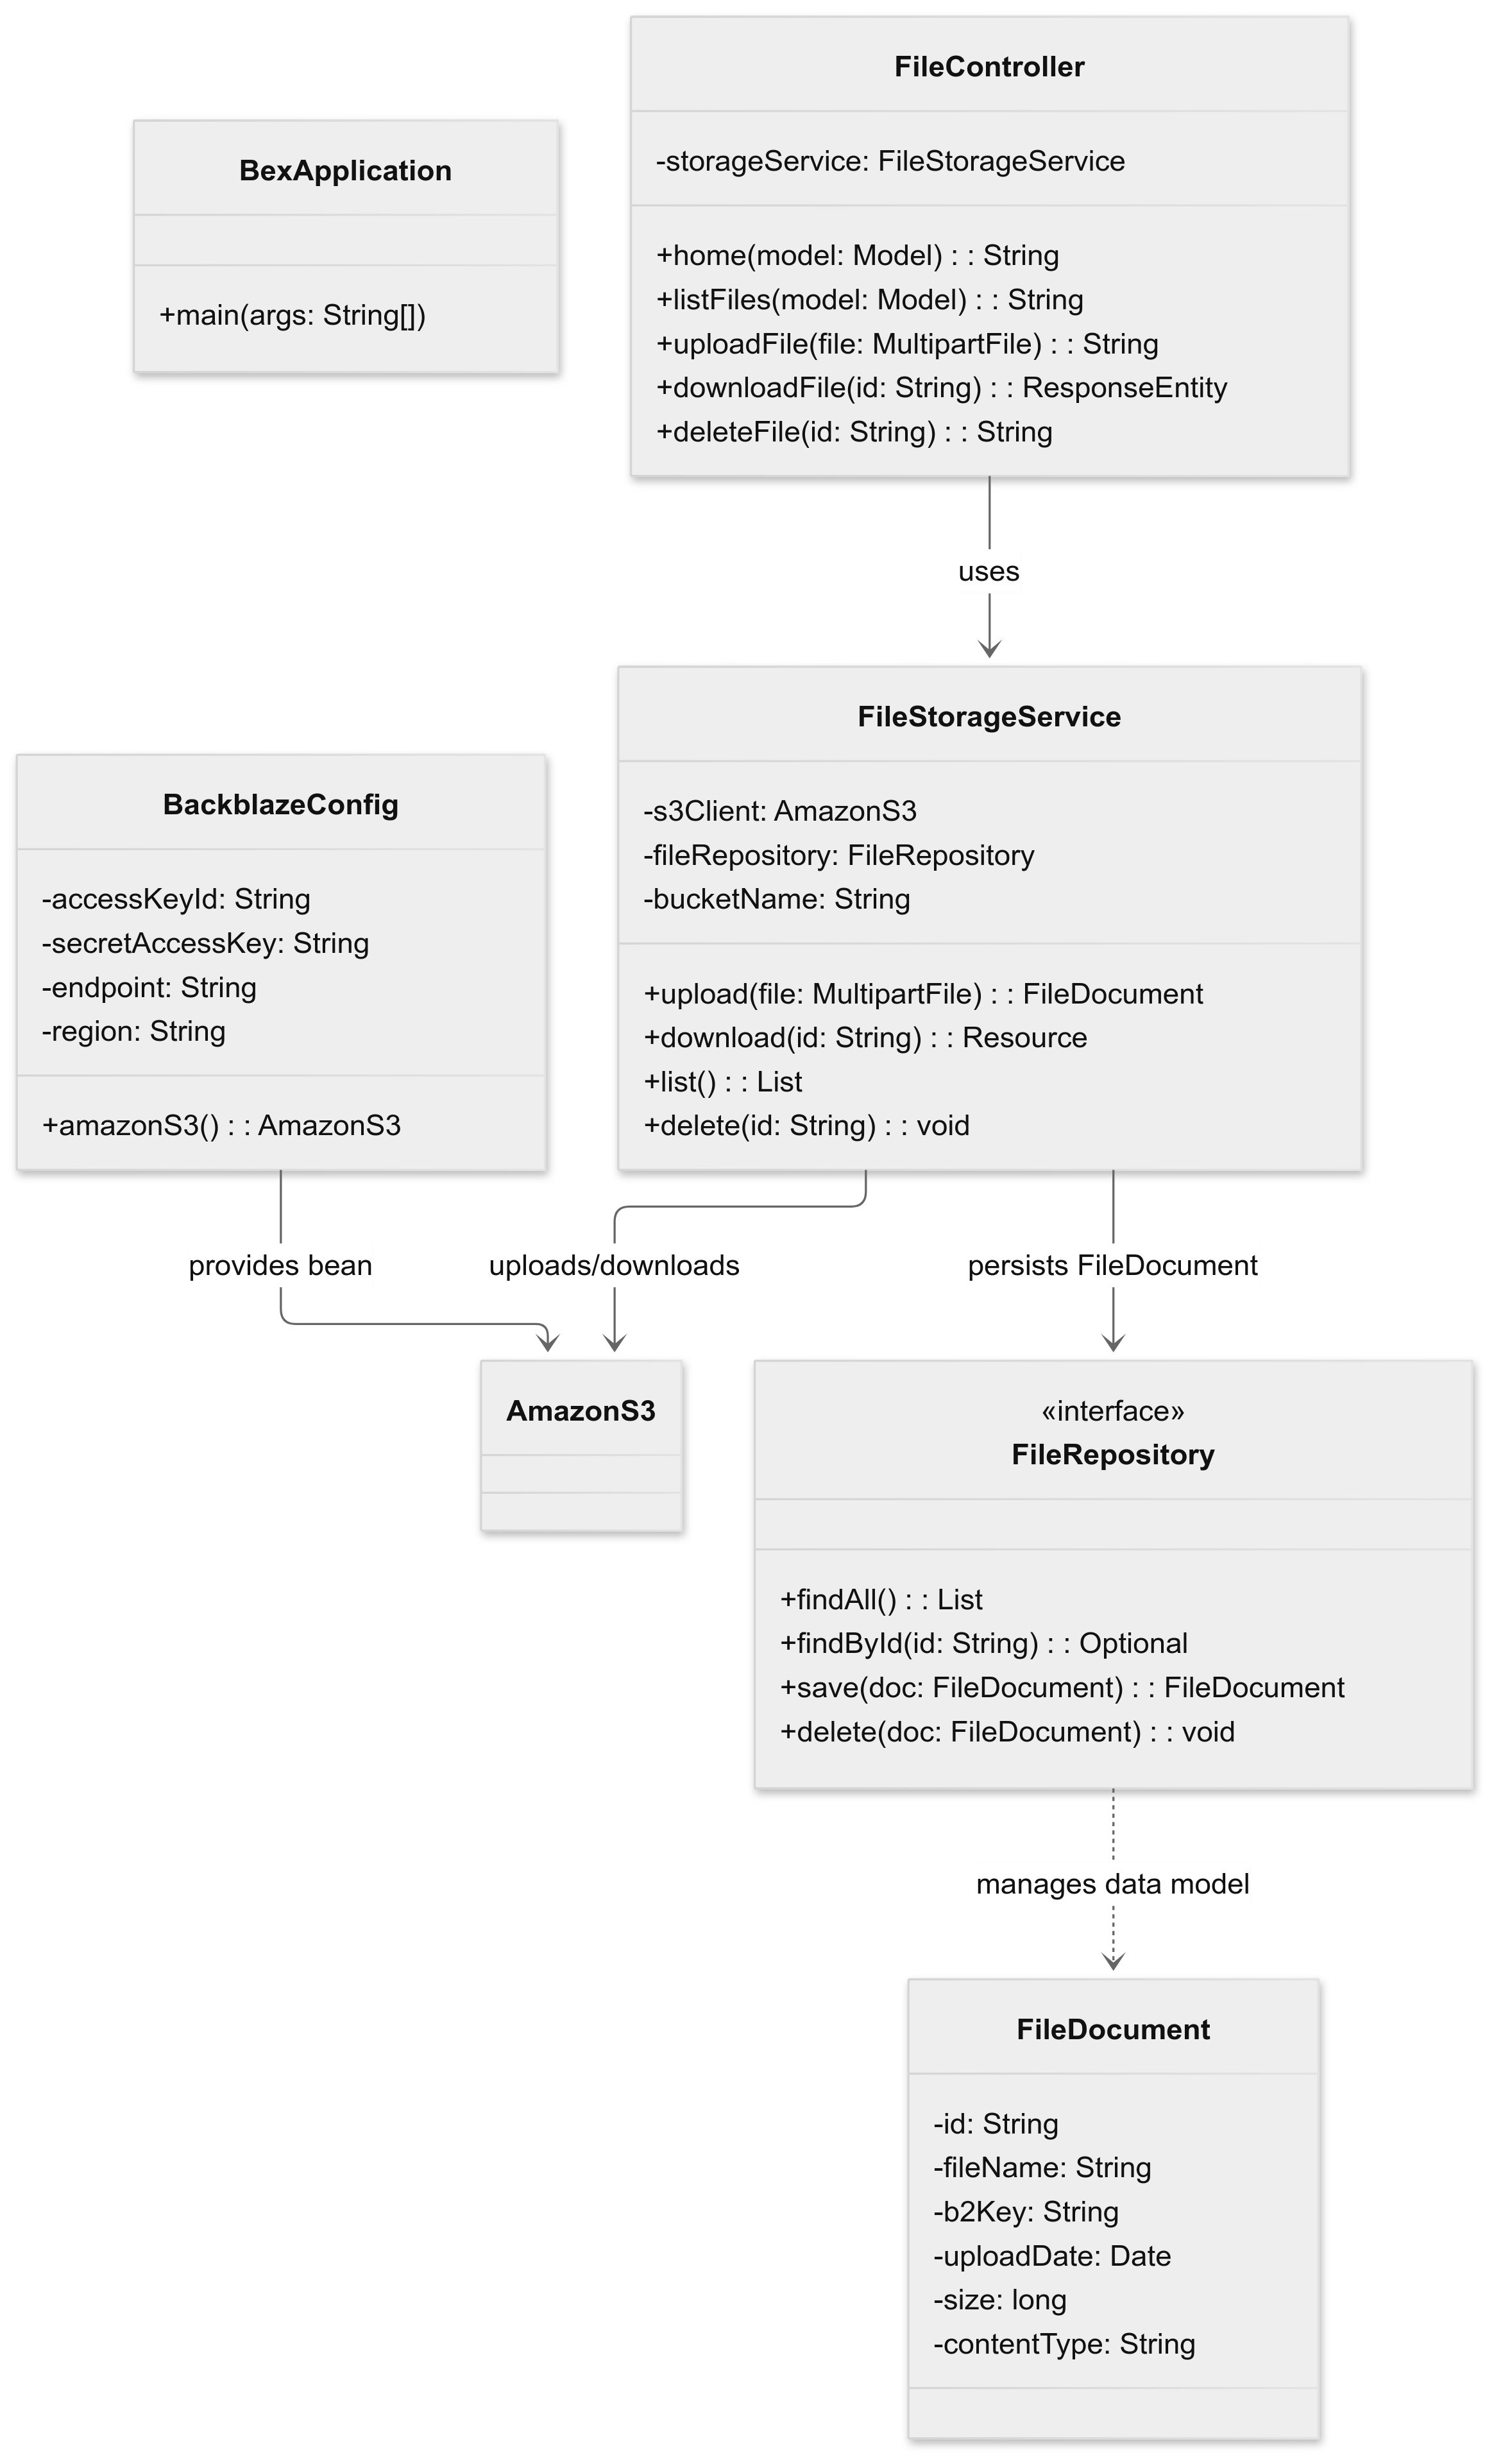 FileController
-storageService: FileStorageService
+home(model: Model) : : String
+listFiles(model: Model) : : String
+uploadFile(file: MultipartFile) : : String
+downloadFile(id: String) : : ResponseEntity
+deleteFile(id: String) : : String
BexApplication
+main(args: String[])
uses
FileStorageService
-s3Client: AmazonS3
-fileRepository: FileRepository
-bucketName: String
+upload(file: MultipartFile) : : FileDocument
+download(id: String) : : Resource
+list() : : List
+delete(id: String) : : void
BackblazeConfig
-accessKeyId: String
-secretAccessKey: String
-endpoint: String
-region: String
+amazonS3() : : AmazonS3
provides bean
uploads/downloads
persists FileDocument
AmazonS3
«interface»
FileRepository
+findAll() : : List
+findById(id: String) : : Optional
+save(doc: FileDocument) : : FileDocument
+delete(doc: FileDocument) : : void
manages data model
FileDocument
-id: String
-fileName: String
-b2Key: String
-uploadDate: Date
-size: long
-contentType: String